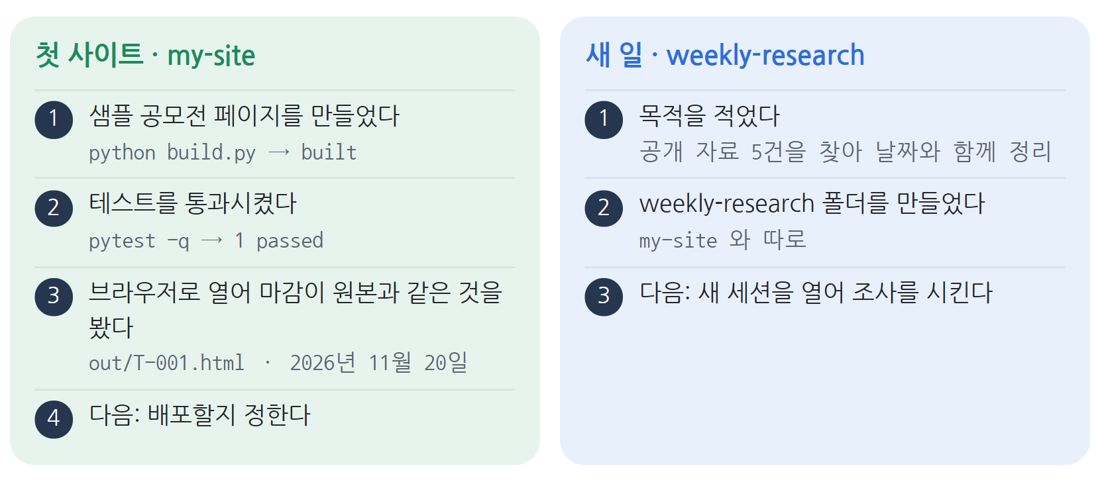 첫 사이트 · my-site
1 샘플 공모전 페이지를 만들었다
python build.py → built
2 테스트를 통과시켰다
pytest -q → 1 passed
3 브라우저로 열어 마감이 원본과 같은 것을
봤다
out/T-001.html · 2026년 11월 20일
4 다음: 배포할지 정한다
새 일 · weekly-research
1 목적을 적었다
공개 자료 5건을 찾아 날짜와 함께 정리
2 weekly-research 폴더를 만들었다
my-site 와 따로
3 다음: 새 세션을 열어 조사를 시킨다